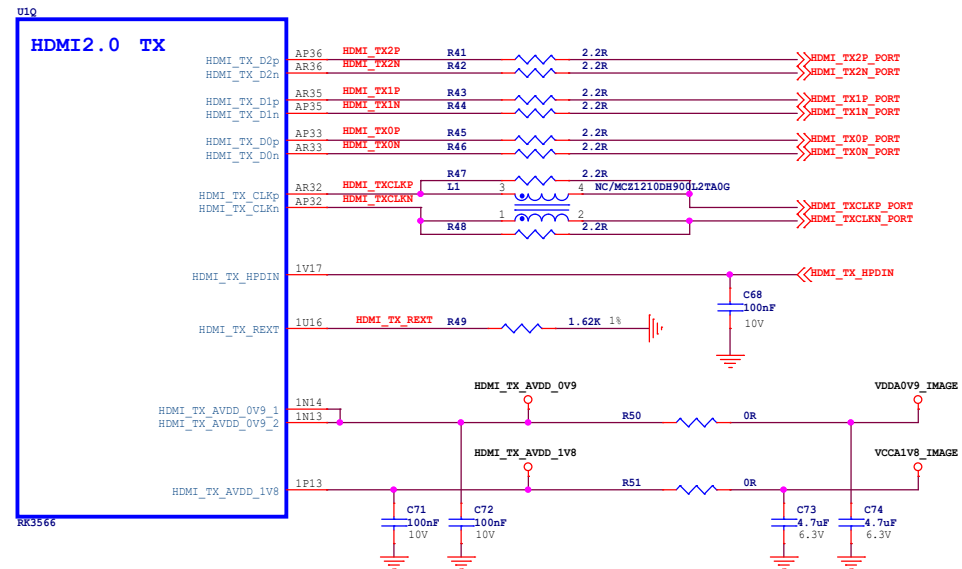 U1Q
HDMI2.0 TX
HDMI_TX_D2p AP36 HDMI_TX2P R41 2.2R HDMI_TX2P_PORT
HDMI_TX_D2n AR36 HDMI_TX2N R42 2.2R HDMI_TX2N_PORT
HDMI_TX_D1p AR35 HDMI_TX1P R43 2.2R HDMI_TX1P_PORT
HDMI_TX_D1n AP35 HDMI_TX1N R44 2.2R HDMI_TX1N_PORT
HDMI_TX_D0p AP33 HDMI_TX0P R45 2.2R HDMI_TX0P_PORT
HDMI_TX_D0n AR33 HDMI_TX0N R46 2.2R HDMI_TX0N_PORT
R47 2.2R
HDMI_TX_CLKp AR32 HDMI_TXCLKP L1 3 4 NC/MCZ1210DH900L2TA0G
HDMI_TX_CLKn AP32 HDMI_TXCLKN HDMI_TXCLKP_PORT
1 2 HDMI_TXCLKN_PORT
R48 2.2R
HDMI_TX_HPDIN 1V17 HDMI_TX_HPDIN
C68
100nF
10V
HDMI_TX_REXT 1U16 HDMI_TX_REXT R49 1.62K 1%
HDMI_TX_AVDD_0V9 VDDA0V9_IMAGE
HDMI_TX_AVDD_0V9_1 1N14
HDMI_TX_AVDD_0V9_2 1N13 R50 0R
HDMI_TX_AVDD_1V8 VCCA1V8_IMAGE
HDMI_TX_AVDD_1V8 1P13 R51 0R
C71 C72 C73 C74
100nF 100nF 4.7uF 4.7uF
10V 10V 6.3V 6.3V
RK3566